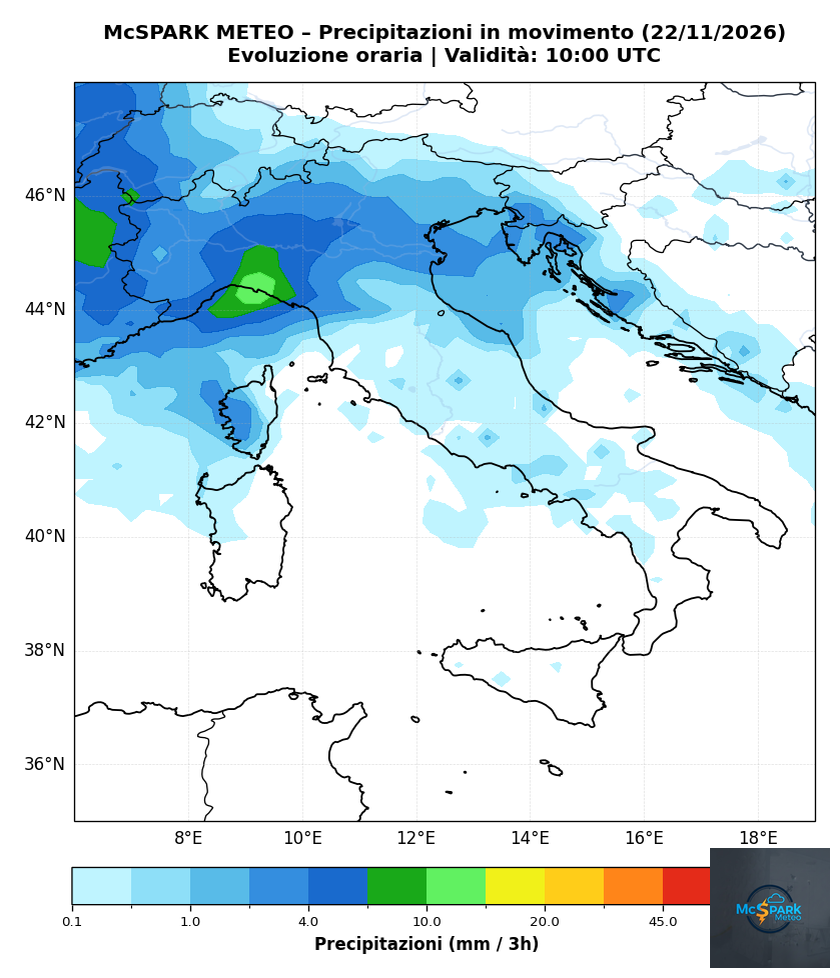 McSPARK METEO – Precipitazioni in movimento (22/11/2026)
Evoluzione oraria | Validità: 10:00 UTC
46°N
44°N
42°N
40°N
38°N
36°N
8°E 10°E 12°E 14°E 16°E 18°E
0.1 1.0 4.0 10.0 20.0 45.0
Precipitazioni (mm / 3h)
McSPARK
Meteo